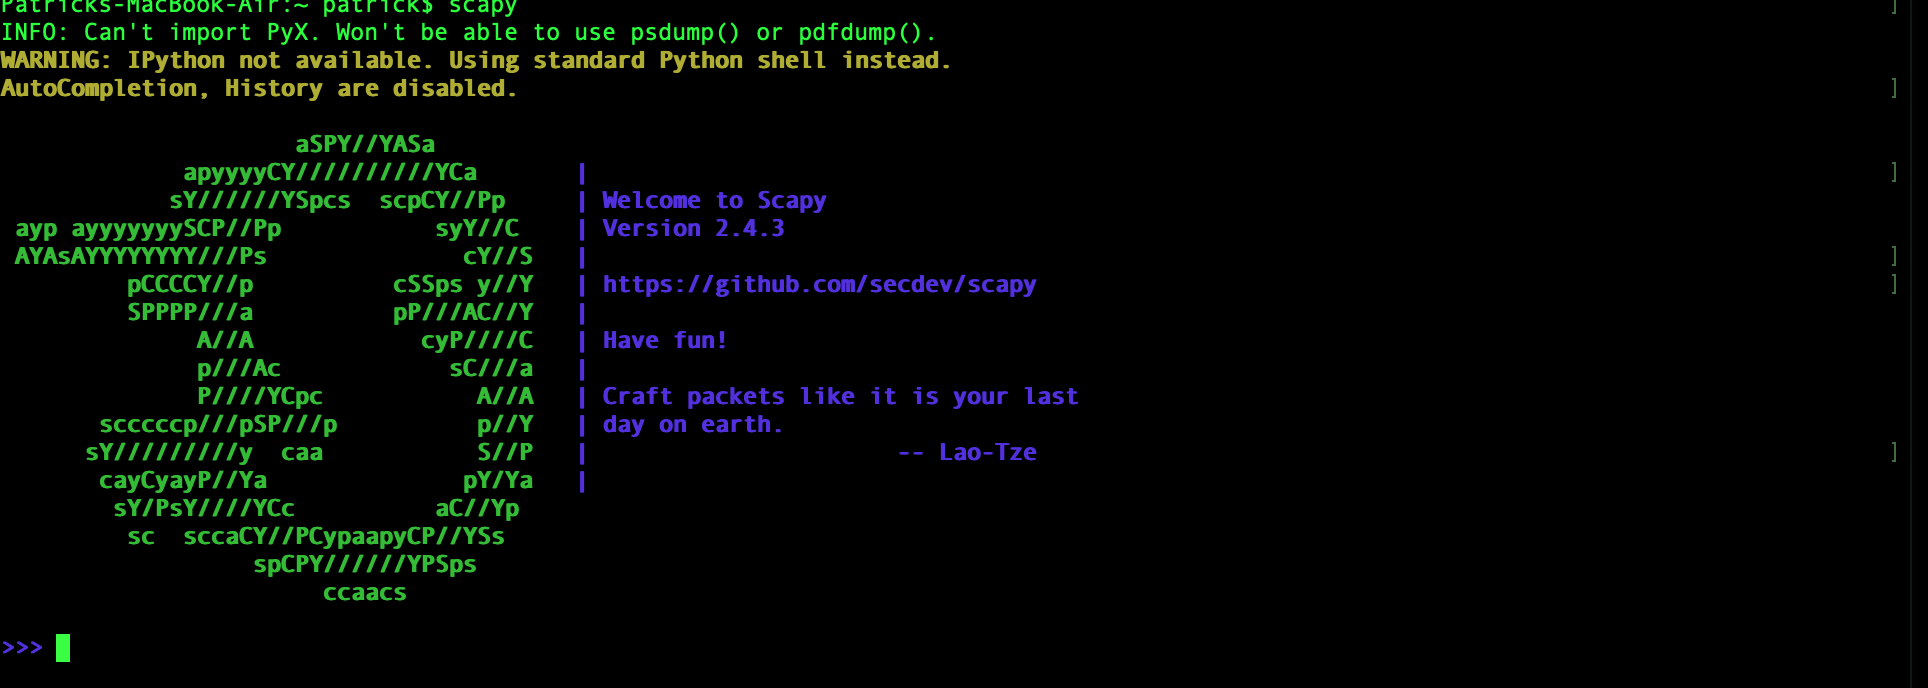 Patricks-MacBook-Air:~ patrick$ scapy
INFO: Can't import PyX. Won't be able to use psdump() or pdfdump().
WARNING: IPython not available. Using standard Python shell instead.
AutoCompletion, History are disabled.
aSPY//YASa
apyyyyCY//////////YCa |
sY//////YSpcs scpCY//Pp | Welcome to Scapy
ayp ayyyyyyySCP//Pp syY//C | Version 2.4.3
AYAsAYYYYYYYY///Ps cY//S |
pCCCCY//p cSSps y//Y | https://github.com/secdev/scapy
SPPPP///a pP///AC//Y |
A//A cyP////C | Have fun!
p///Ac sC///a |
P////YCpc A//A | Craft packets like it is your last
scccccp///pSP///p p//Y | day on earth.
sY/////////y caa S//P | -- Lao-Tze
cayCyayP//Ya pY/Ya |
sY/PsY////YCc aC//Yp
sc sccaCY//PCypaapyCP//YSs
spCPY//////YPSps
ccaacs
>>>